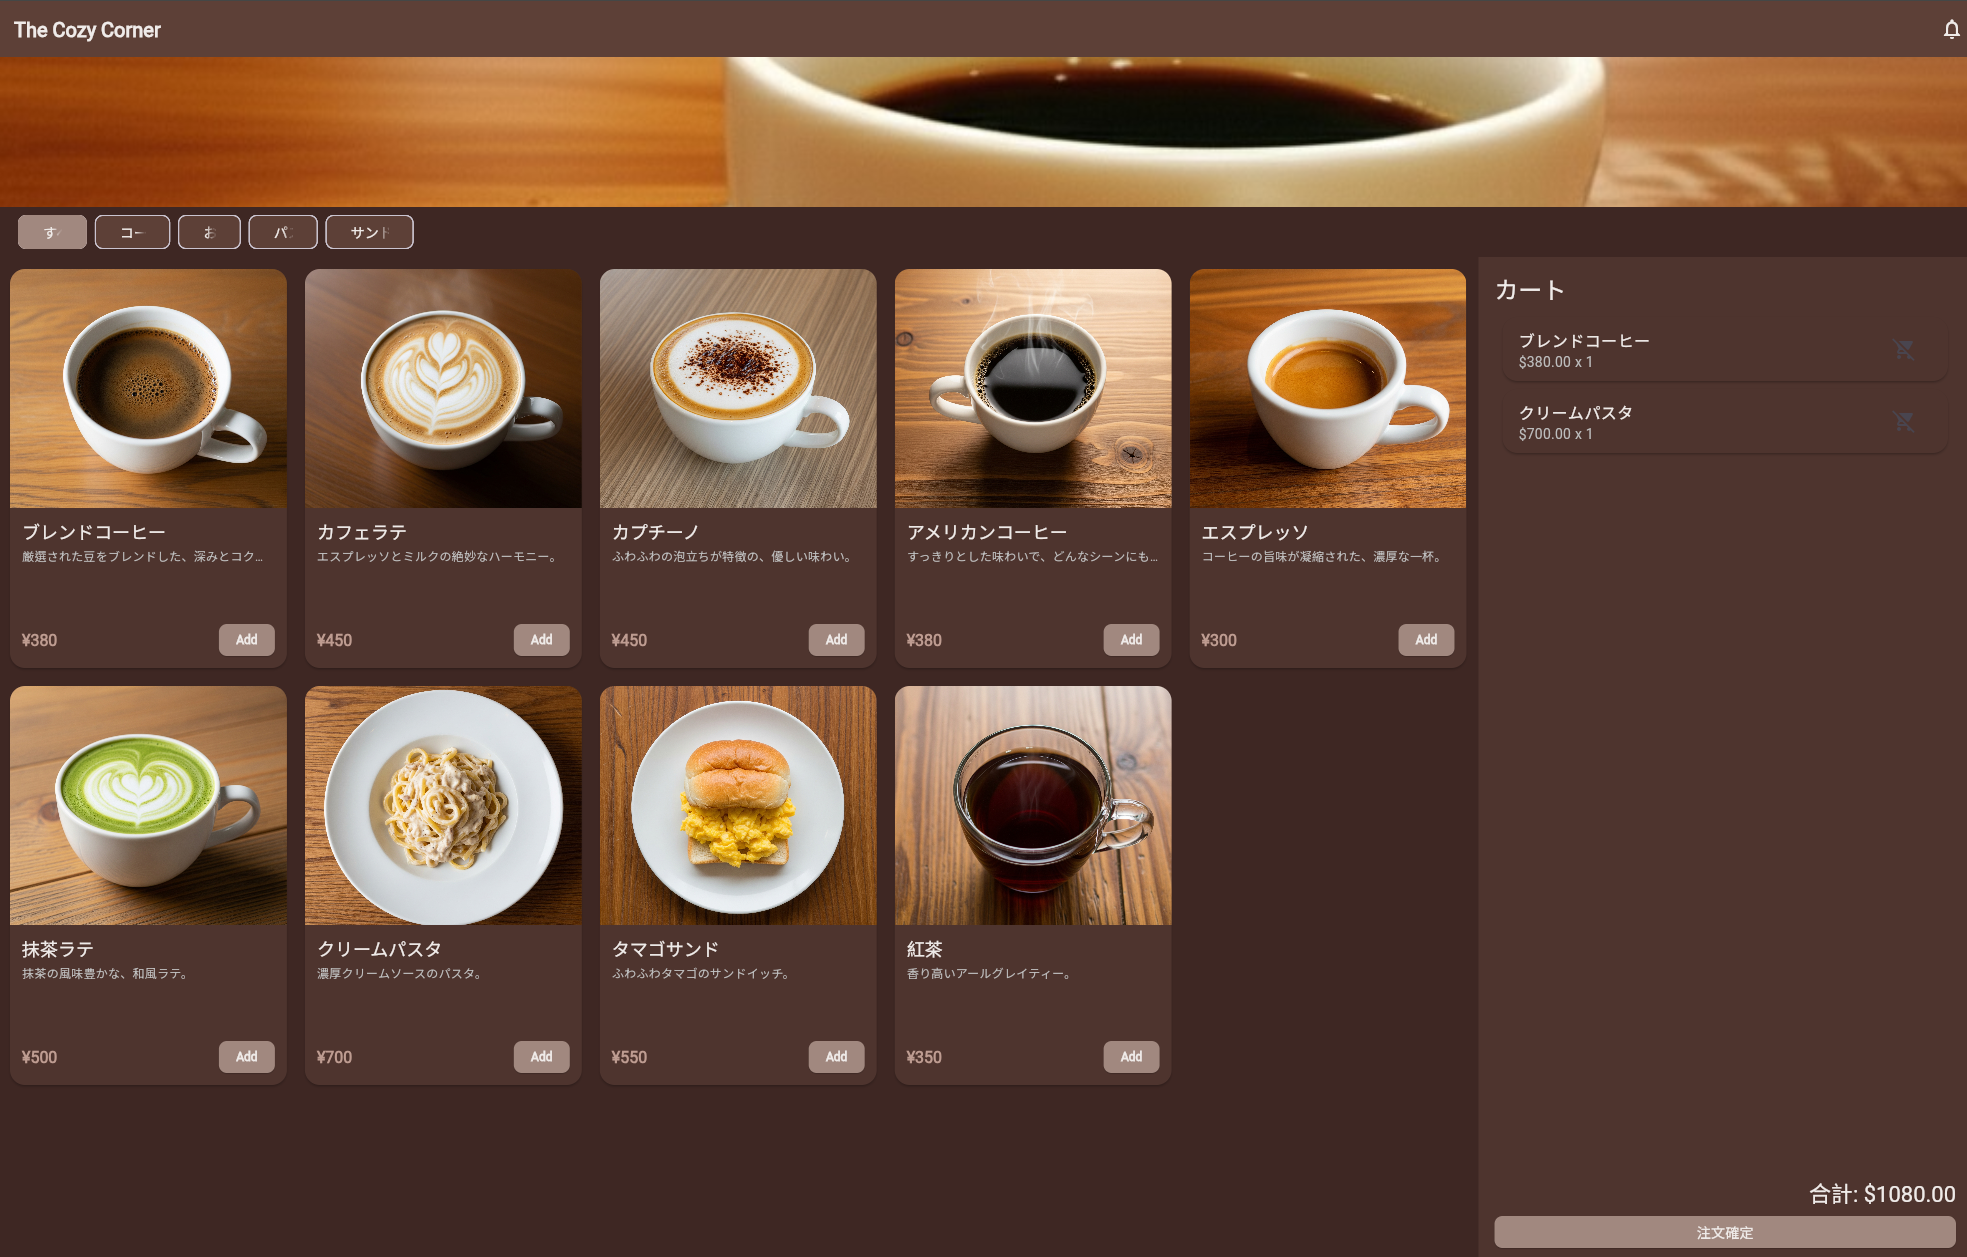 The Cozy Corner
コー
お
サンド
カート
ブレンドコーヒー
$380.00 x 1
クリームパスタ
$700.00 x 1
ブレンドコーヒー
厳選された豆をブレンドした、深みとコク...
¥380
Add
カフェラテ
エスプレッソとミルクの絶妙なハーモニー。
¥450
Add
カプチーノ
ふわふわの泡立ちが特徴の、優しい味わい。
¥450
Add
アメリカンコーヒー
すっきりとした味わいで、どんなシーンにも...
¥380
Add
エスプレッソ
コーヒーの旨味が凝縮された、濃厚な一杯。
¥300
Add
抹茶ラテ
抹茶の風味豊かな、和風ラテ。
¥500
Add
クリームパスタ
濃厚クリームソースのパスタ。
¥700
Add
タマゴサンド
ふわふわタマゴのサンドイッチ。
¥550
Add
紅茶
香り高いアールグレイティー。
¥350
Add
合計: $1080.00
注文確定